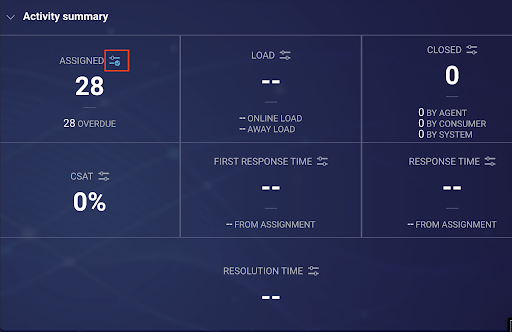 Activity summary
ASSIGNED
28
28 OVERDUE
LOAD
--
-- ONLINE LOAD
-- AWAY LOAD
CLOSED
0
0 BY AGENT
0 BY CONSUMER
0 BY SYSTEM
CSAT
0%
FIRST RESPONSE TIME
--
-- FROM ASSIGNMENT
RESPONSE TIME
--
-- FROM ASSIGNMENT
RESOLUTION TIME
--